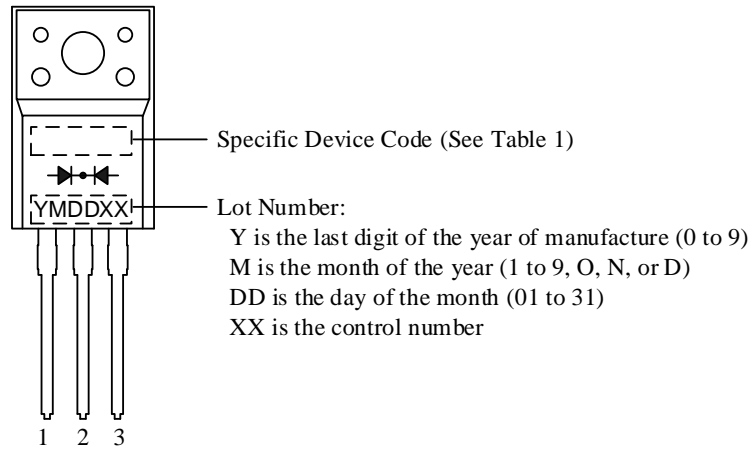 Specific Device Code (See Table 1)
YMDDXX
Lot Number:
Y is the last digit of the year of manufacture (0 to 9)
M is the month of the year (1 to 9, O, N, or D)
DD is the day of the month (01 to 31)
XX is the control number
1 2 3